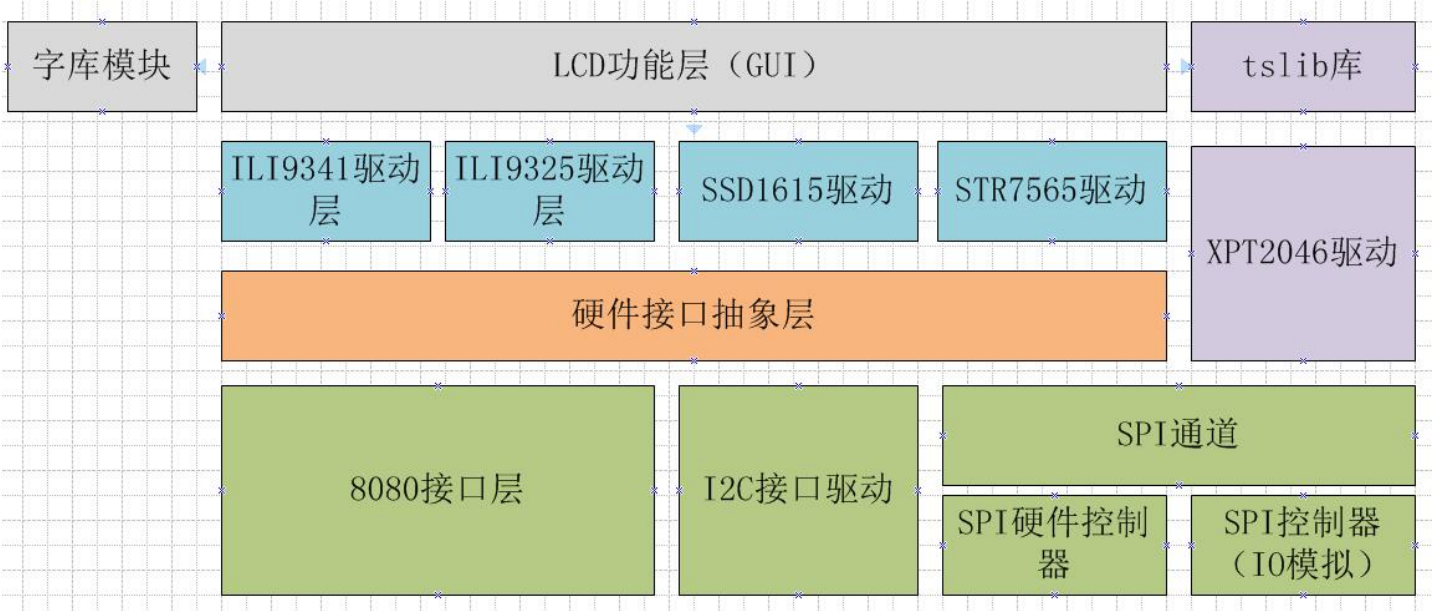 字库模块
LCD功能层（GUI）
tslib库
ILI9341驱动
层
ILI9325驱动
层
SSD1615驱动
STR7565驱动
XPT2046驱动
硬件接口抽象层
8080接口层
I2C接口驱动
SPI通道
SPI硬件控制
器
SPI控制器
（IO模拟）